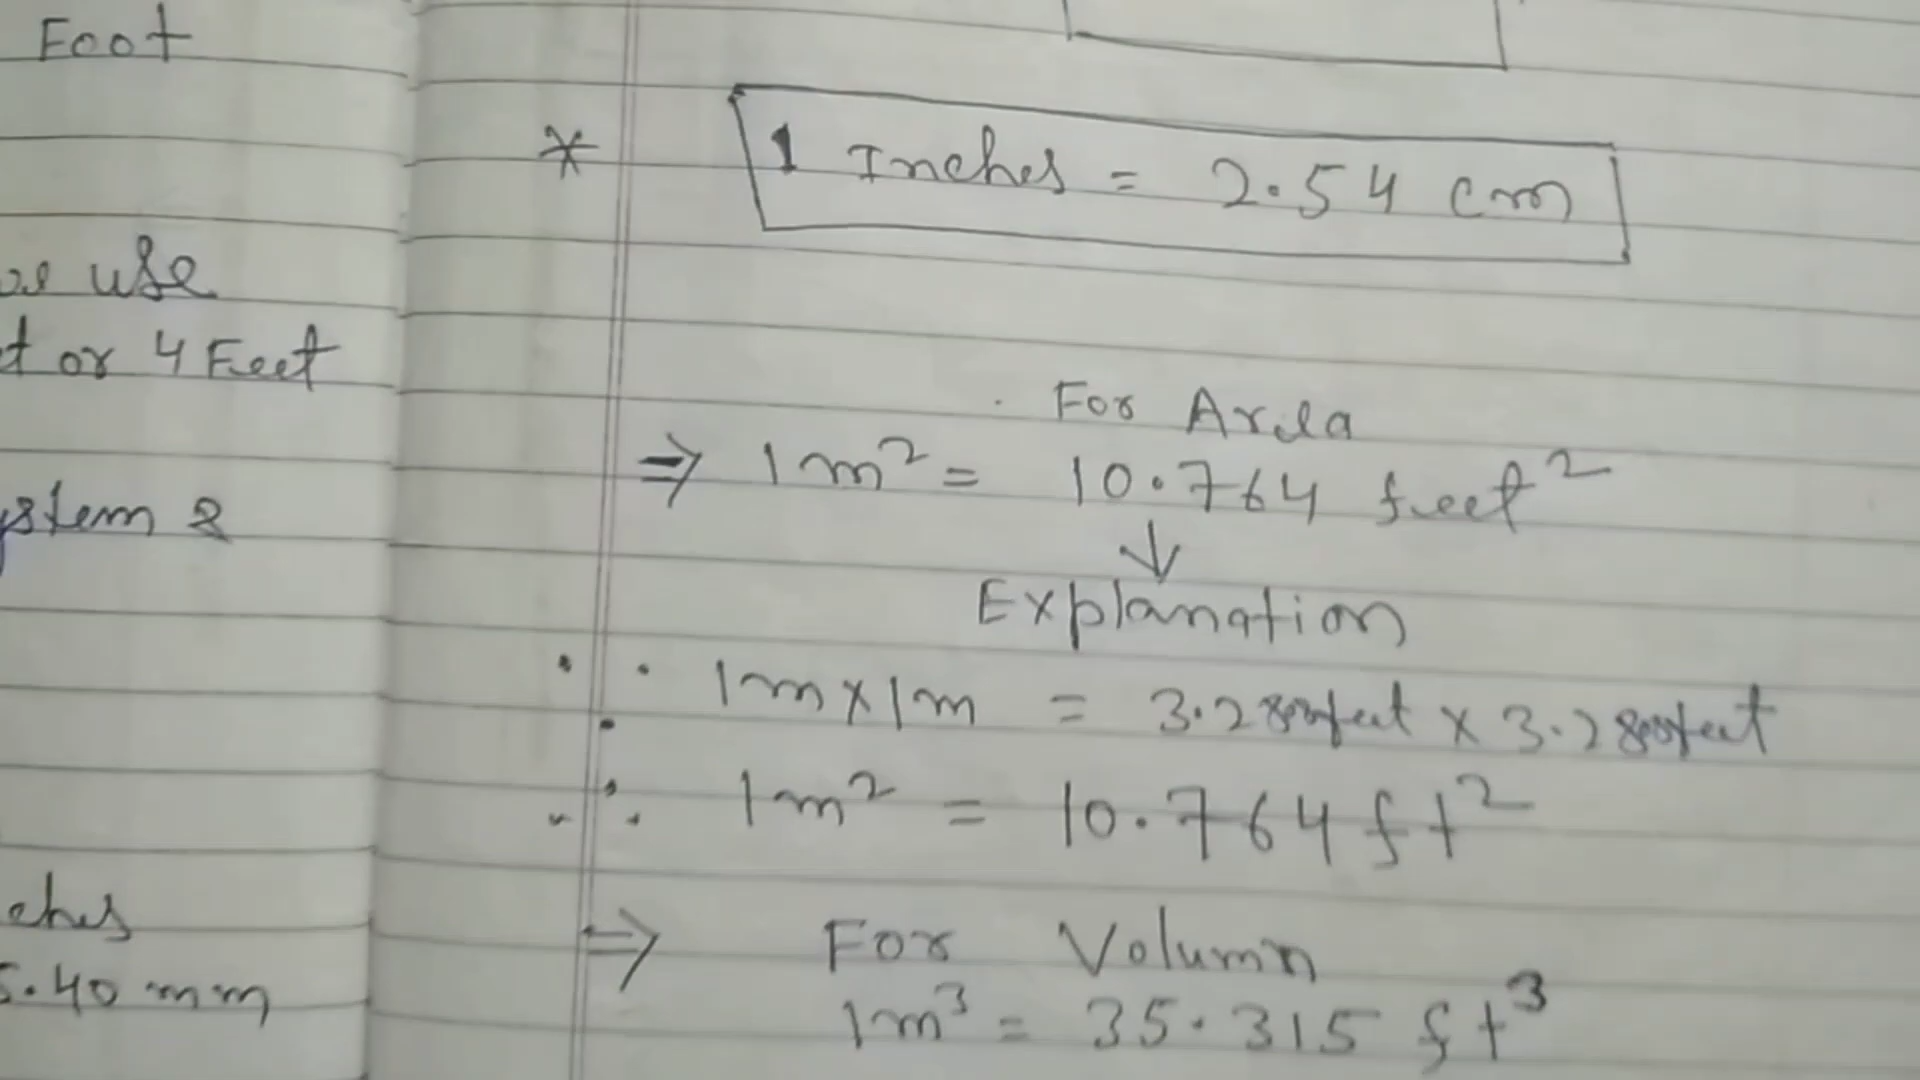 Foot
use
or 4 Feet
ches
5.40 mm
* 1 Inches = 2.54 cm
For Area
⇒ 1m² = 10.764 feet²
↓
Explanation
∵ 1m x 1m = 3.280feet x 3.280feet
∴ 1m² = 10.764 ft²
⇒ For Volumn
1m³ = 35.315 ft³